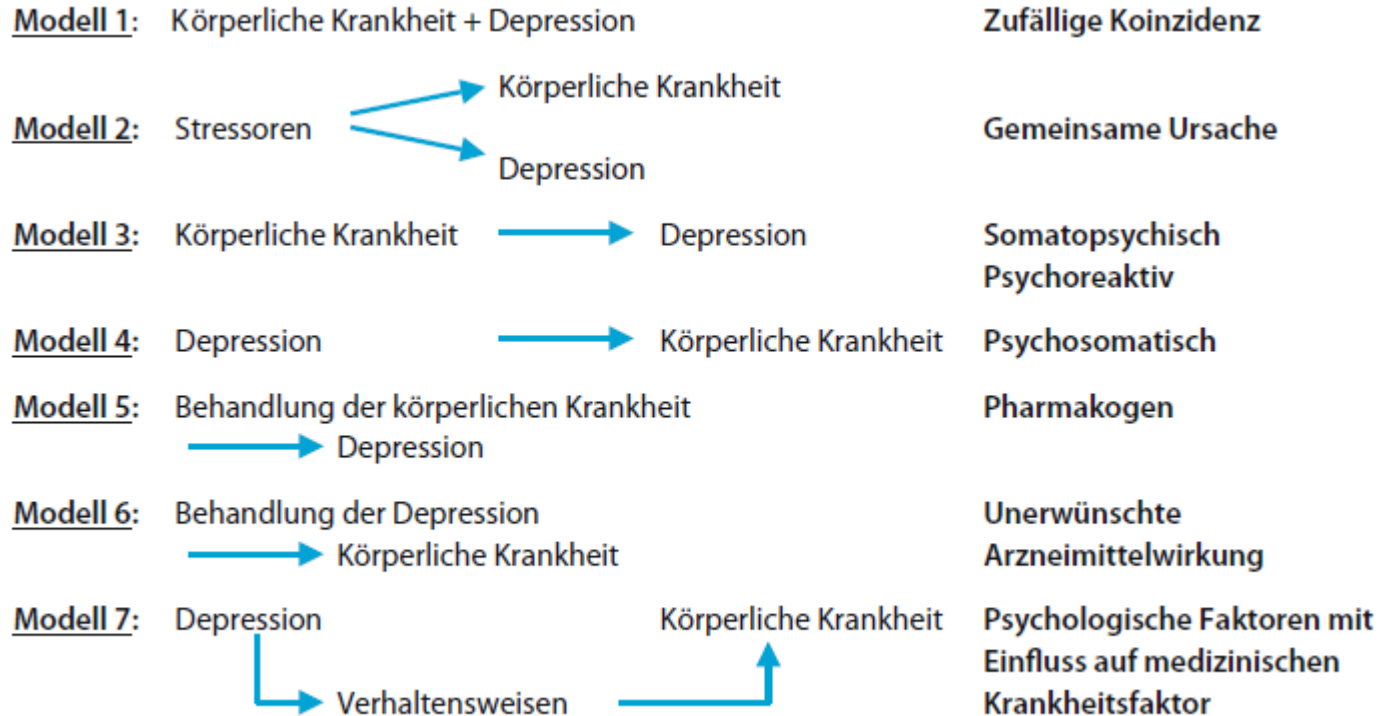 Modell 1: Körperliche Krankheit + Depression Zufällige Koinzidenz
Körperliche Krankheit
Modell 2: Stressoren Gemeinsame Ursache
Depression
Modell 3: Körperliche Krankheit Depression Somatopsychisch
Psychoreaktiv
Modell 4: Depression Körperliche Krankheit Psychosomatisch
Modell 5: Behandlung der körperlichen Krankheit Pharmakogen
Depression
Modell 6: Behandlung der Depression Unerwünschte
Körperliche Krankheit Arzneimittelwirkung
Modell 7: Depression Körperliche Krankheit Psychologische Faktoren mit
Einfluss auf medizinischen
Verhaltensweisen Krankheitsfaktor